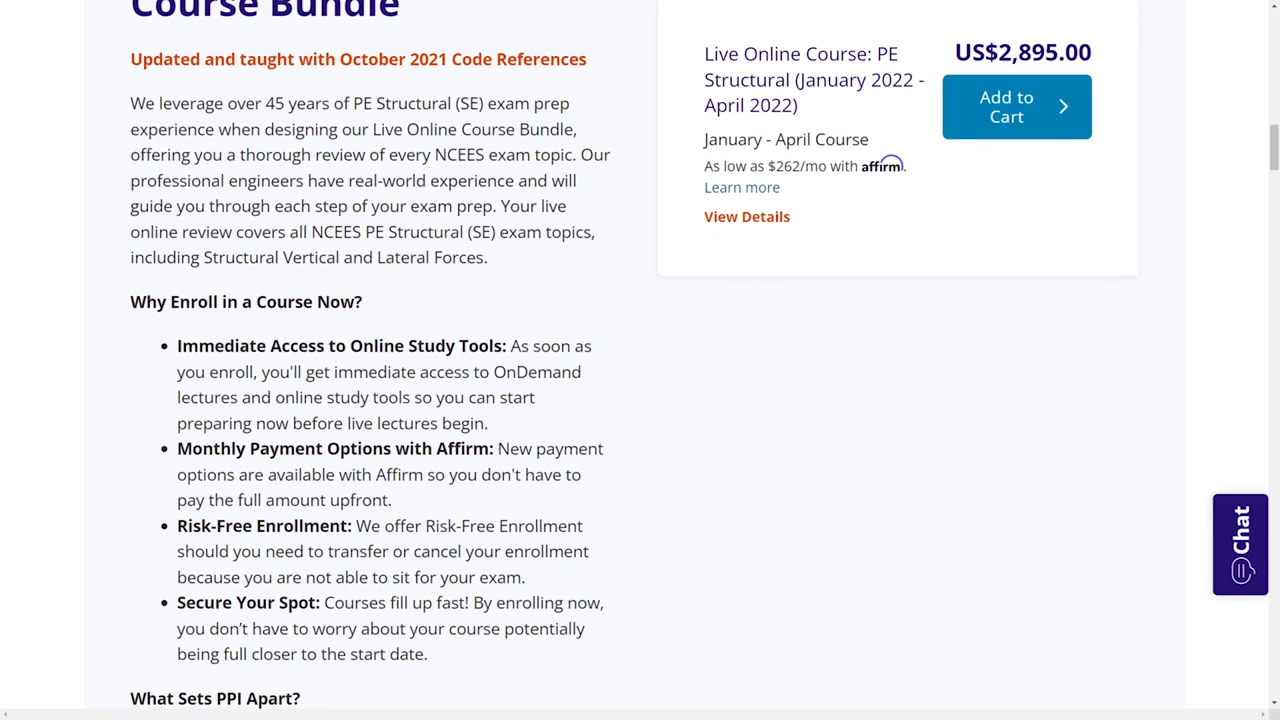 Course Bundle
Updated and taught with October 2021 Code References
We leverage over 45 years of PE Structural (SE) exam prep
experience when designing our Live Online Course Bundle,
offering you a thorough review of every NCEES exam topic. Our
professional engineers have real-world experience and will
guide you through each step of your exam prep. Your live
online review covers all NCEES PE Structural (SE) exam topics,
including Structural Vertical and Lateral Forces.
Why Enroll in a Course Now?
• Immediate Access to Online Study Tools: As soon as
you enroll, you'll get immediate access to OnDemand
lectures and online study tools so you can start
preparing now before live lectures begin.
• Monthly Payment Options with Affirm: New payment
options are available with Affirm so you don't have to
pay the full amount upfront.
• Risk-Free Enrollment: We offer Risk-Free Enrollment
should you need to transfer or cancel your enrollment
because you are not able to sit for your exam.
• Secure Your Spot: Courses fill up fast! By enrolling now,
you don’t have to worry about your course potentially
being full closer to the start date.
What Sets PPI Apart?
Live Online Course: PE
Structural (January 2022 -
April 2022)
January - April Course
As low as $262/mo with affirm.
Learn more
View Details
US$2,895.00
Add to
Cart
Chat